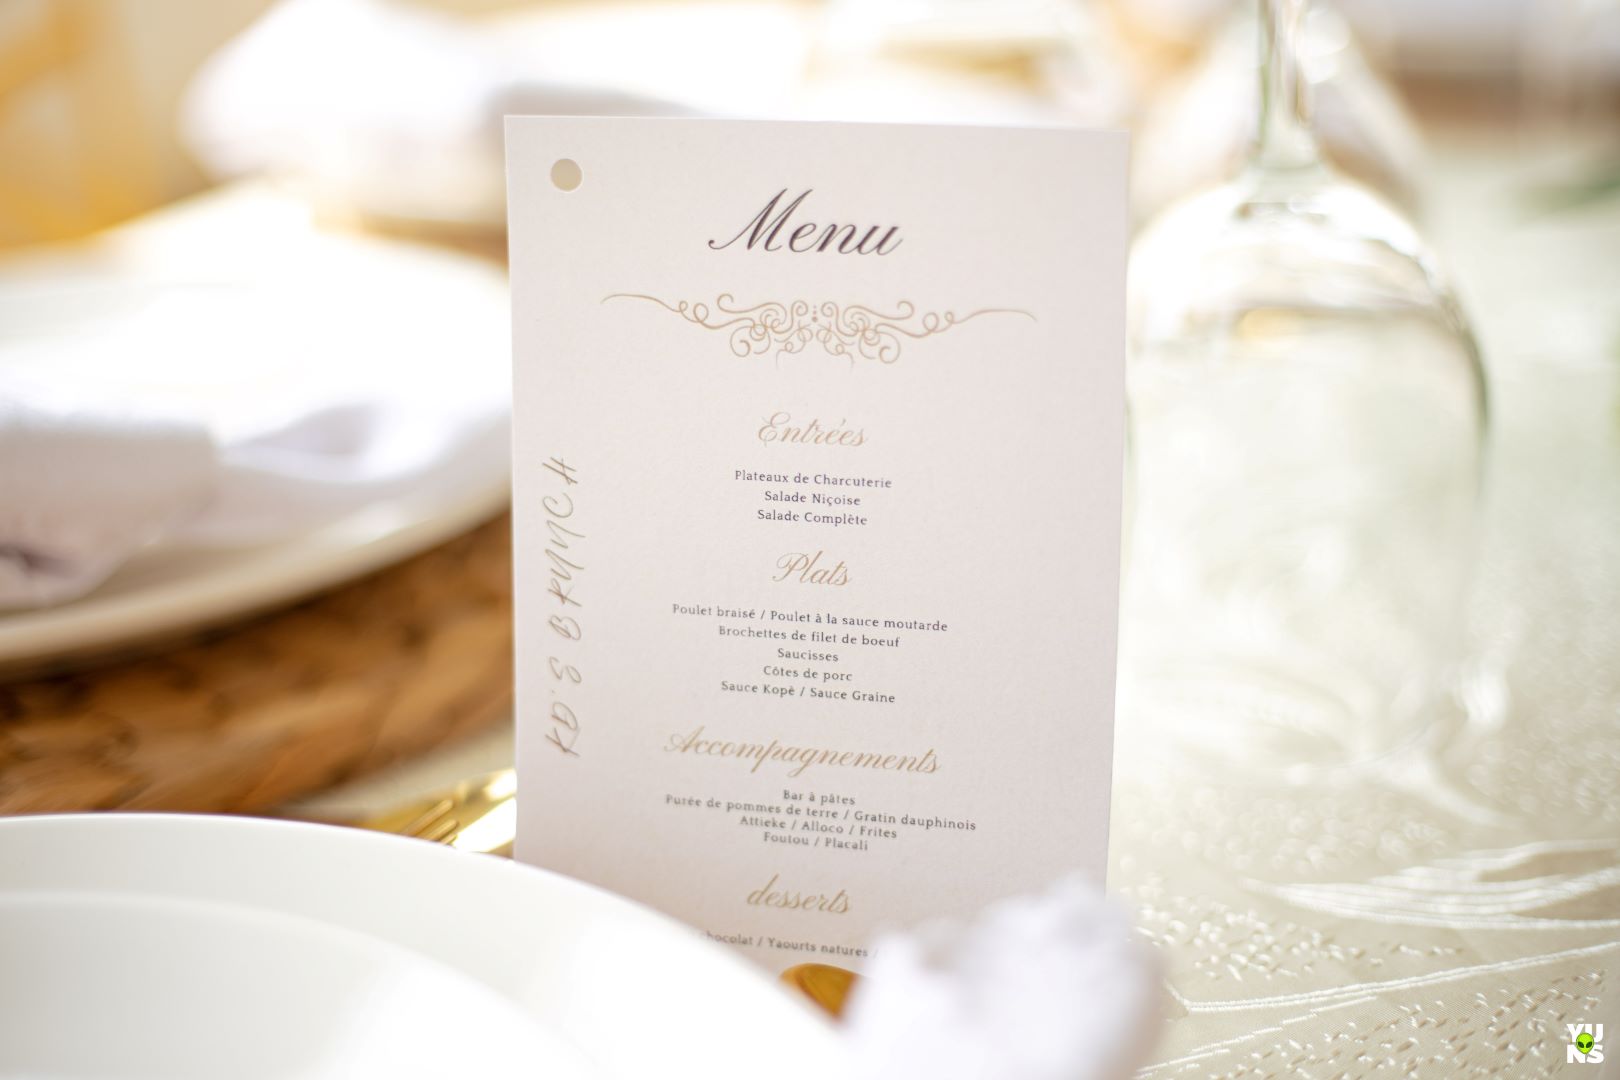 Menu
Entrées
Plateaux de Charcuterie
Salade Niçoise
Salade Complète
Plats
Poulet braisé / Poulet à la sauce moutarde
Brochettes de filet de boeuf
Saucisses
Côtes de porc
Sauce Kopè / Sauce Graine
Accompagnements
Bar à pâtes
Purée de pommes de terre / Gratin dauphinois
Attieke / Alloco / Frites
Foutou / Placali
desserts
/ Yaourts natures /
KD'S BRUNCH
YUNS